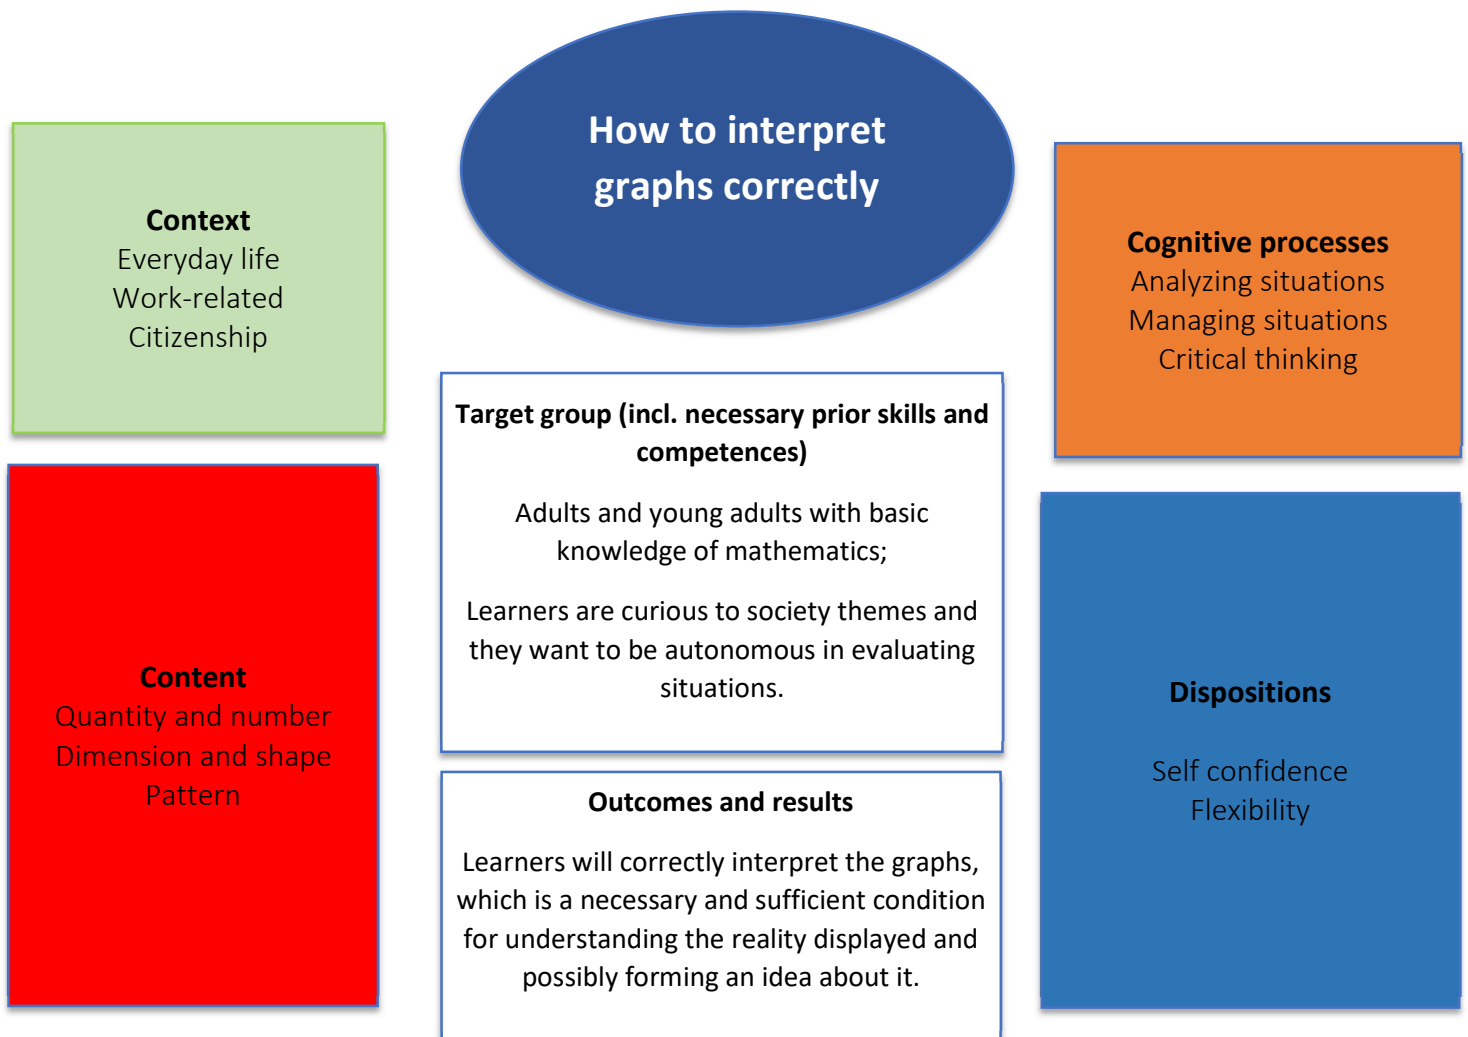 How to interpret
graphs correctly
Context
Everyday life
Work-related
Citizenship
Cognitive processes
Analyzing situations
Managing situations
Critical thinking
Target group (incl. necessary prior skills and
competences)
Adults and young adults with basic
knowledge of mathematics;
Learners are curious to society themes and
they want to be autonomous in evaluating
situations.
Content
Quantity and number
Dimension and shape
Pattern
Dispositions
Self confidence
Flexibility
Outcomes and results
Learners will correctly interpret the graphs,
which is a necessary and sufficient condition
for understanding the reality displayed and
possibly forming an idea about it.